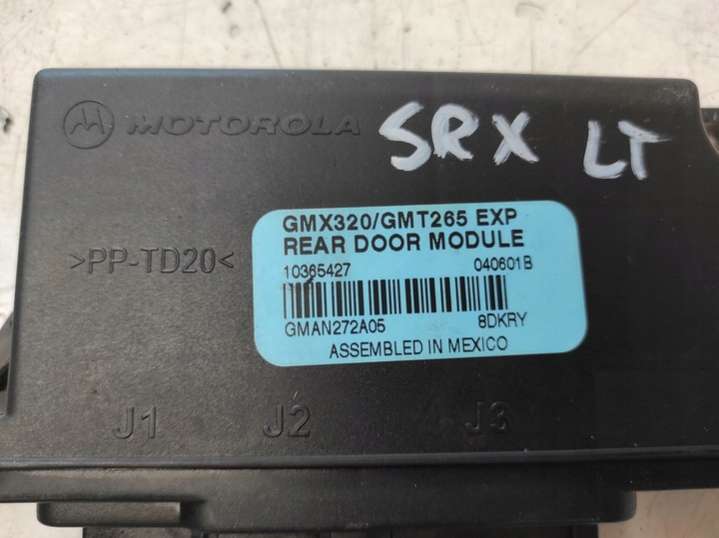 MOTOROLA
SRX LT
>PP-TD20<
GMX320/GMT265 EXP
REAR DOOR MODULE
10365427 040601B
GMAN272A05 8DKRY
ASSEMBLED IN MEXICO
J1 J2 J3